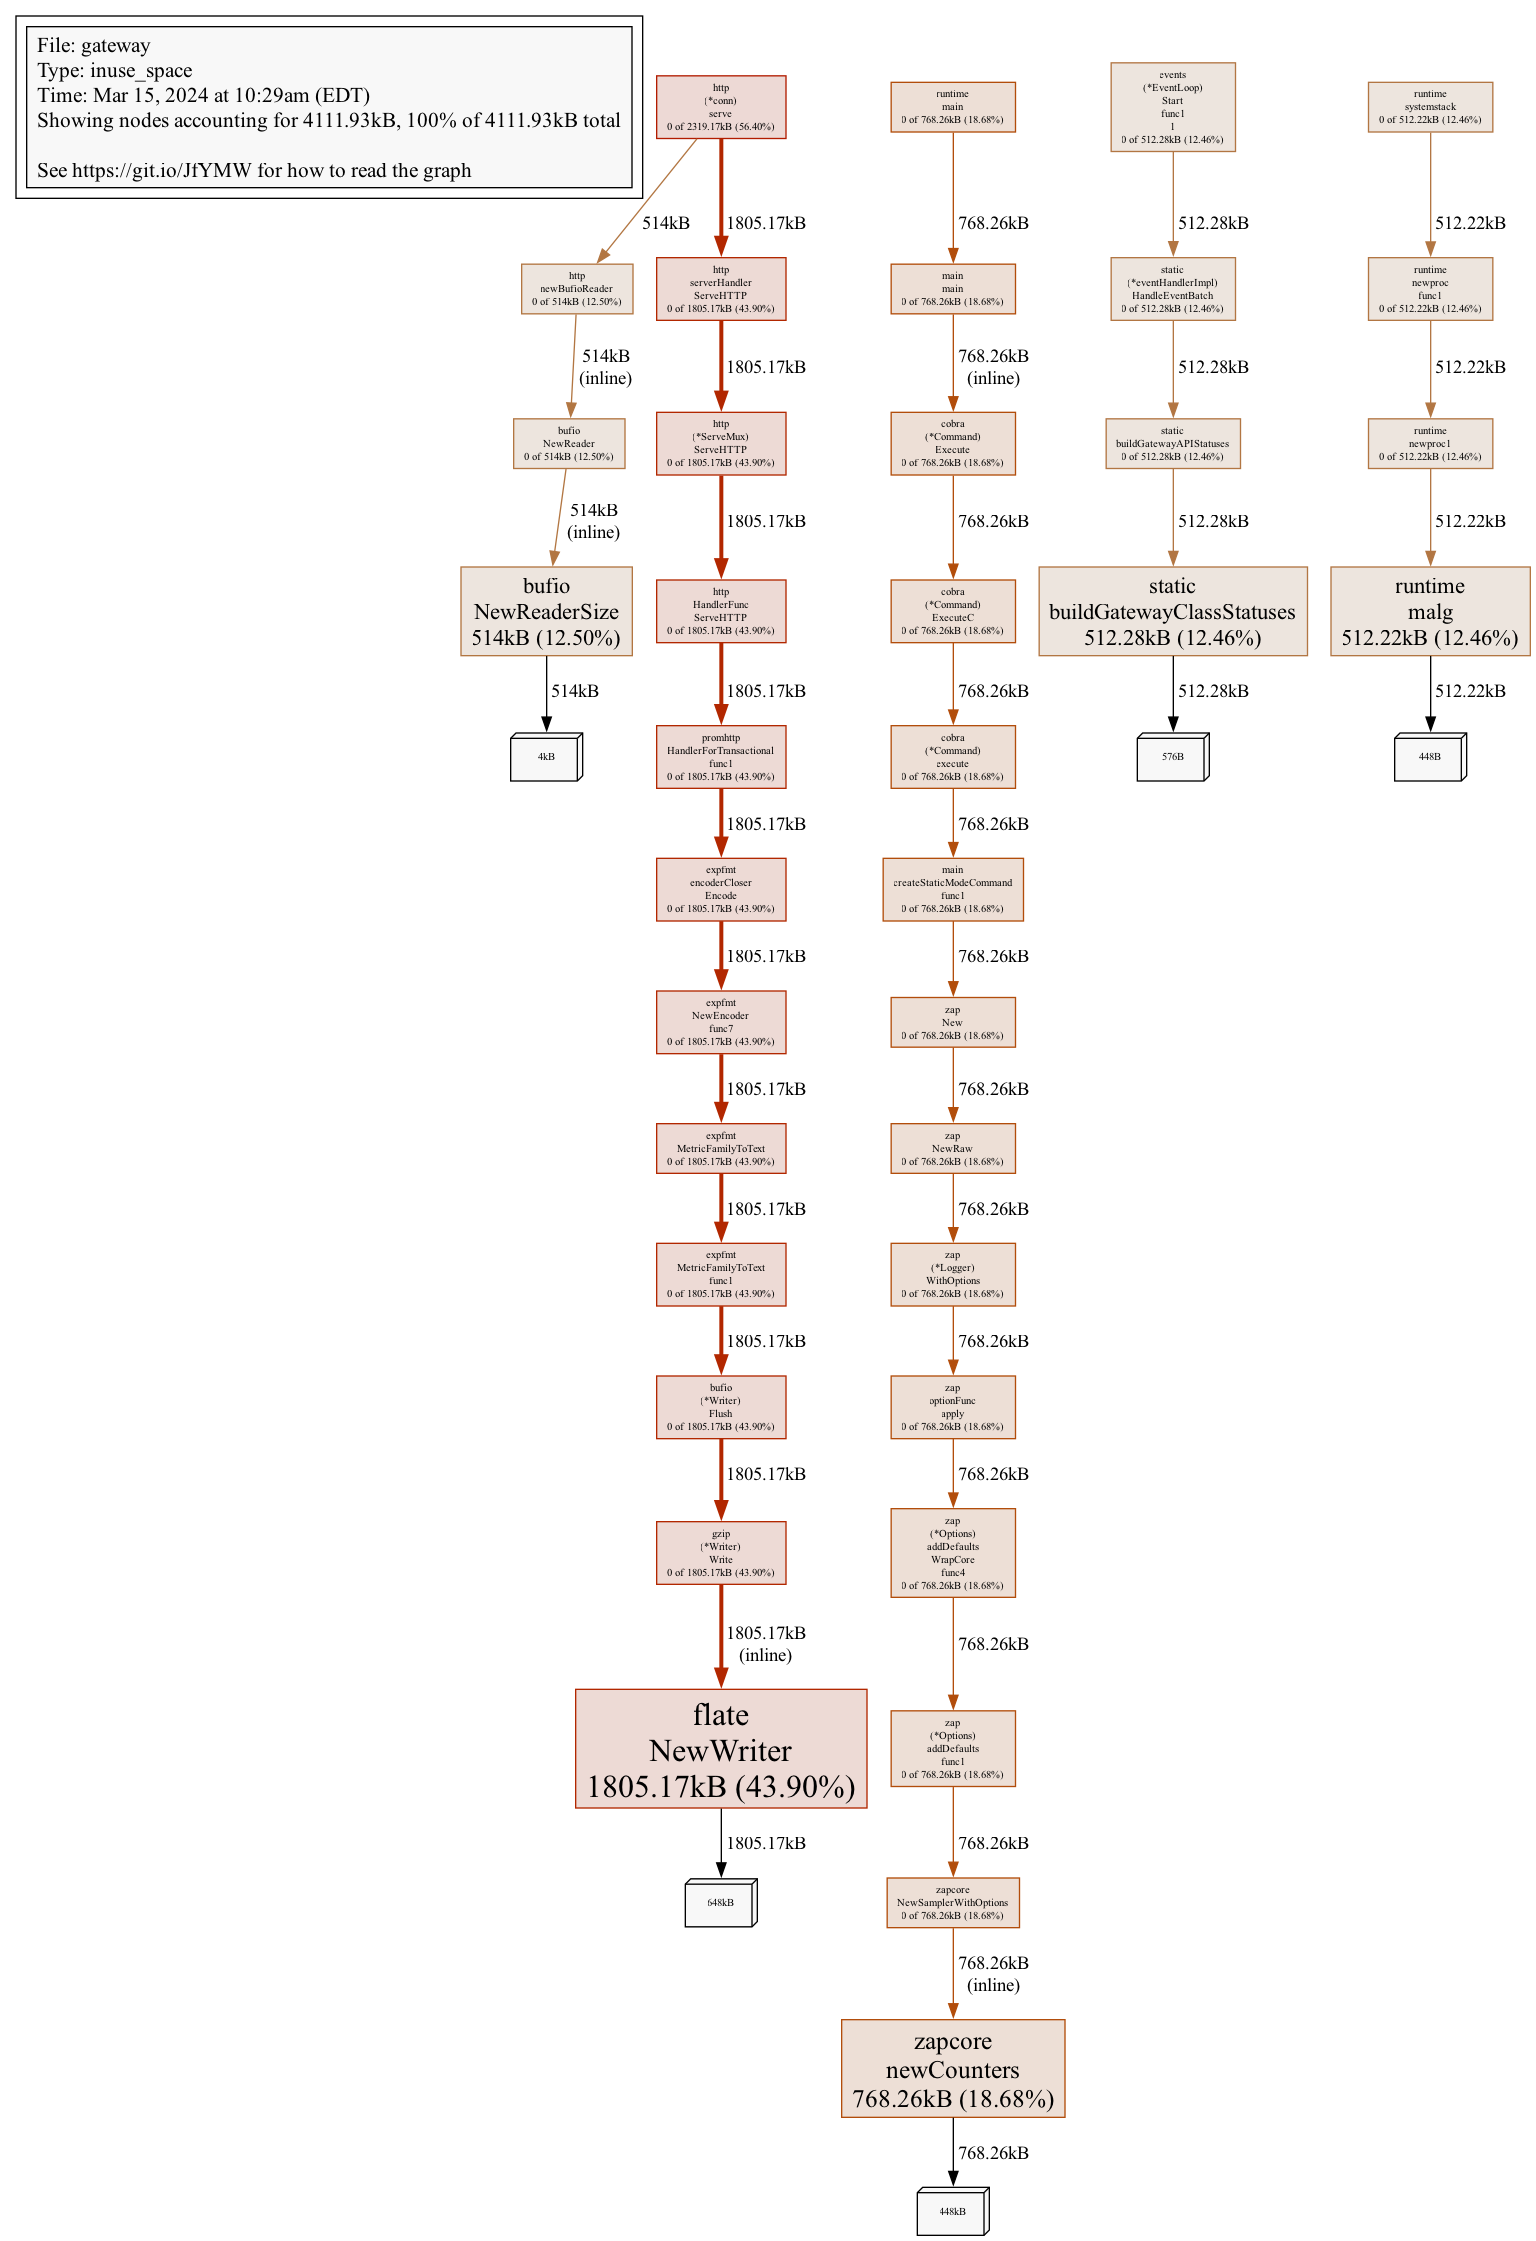 File: gateway
Type: inuse_space
Time: Mar 15, 2024 at 10:29am (EDT)
Showing nodes accounting for 4111.93kB, 100% of 4111.93kB total
See https://git.io/JfYMW for how to read the graph
http
(*conn)
serve
0 of 2319.17kB (56.40%)
514kB
1805.17kB
http
newBufioReader
0 of 514kB (12.50%)
514kB
(inline)
bufio
NewReader
0 of 514kB (12.50%)
514kB
(inline)
bufio
NewReaderSize
514kB (12.50%)
514kB
4kB
http
serverHandler
ServeHTTP
0 of 1805.17kB (43.90%)
1805.17kB
http
(*ServeMux)
ServeHTTP
0 of 1805.17kB (43.90%)
1805.17kB
http
HandlerFunc
ServeHTTP
0 of 1805.17kB (43.90%)
1805.17kB
promhttp
HandlerForTransactional
func1
0 of 1805.17kB (43.90%)
1805.17kB
expfmt
encoderCloser
Encode
0 of 1805.17kB (43.90%)
1805.17kB
expfmt
NewEncoder
func7
0 of 1805.17kB (43.90%)
1805.17kB
expfmt
MetricFamilyToText
0 of 1805.17kB (43.90%)
1805.17kB
expfmt
MetricFamilyToText
func1
0 of 1805.17kB (43.90%)
1805.17kB
bufio
(*Writer)
Flush
0 of 1805.17kB (43.90%)
1805.17kB
gzip
(*Writer)
Write
0 of 1805.17kB (43.90%)
1805.17kB
(inline)
flate
NewWriter
1805.17kB (43.90%)
1805.17kB
648kB
runtime
main
0 of 768.26kB (18.68%)
768.26kB
main
main
0 of 768.26kB (18.68%)
768.26kB
(inline)
cobra
(*Command)
Execute
0 of 768.26kB (18.68%)
768.26kB
cobra
(*Command)
ExecuteC
0 of 768.26kB (18.68%)
768.26kB
cobra
(*Command)
execute
0 of 768.26kB (18.68%)
768.26kB
main
createStaticModeCommand
func1
0 of 768.26kB (18.68%)
768.26kB
zap
New
0 of 768.26kB (18.68%)
768.26kB
zap
NewRaw
0 of 768.26kB (18.68%)
768.26kB
zap
(*Logger)
WithOptions
0 of 768.26kB (18.68%)
768.26kB
zap
optionFunc
apply
0 of 768.26kB (18.68%)
768.26kB
zap
(*Options)
addDefaults
WrapCore
func4
0 of 768.26kB (18.68%)
768.26kB
zap
(*Options)
addDefaults
func1
0 of 768.26kB (18.68%)
768.26kB
zapcore
NewSamplerWithOptions
0 of 768.26kB (18.68%)
768.26kB
(inline)
zapcore
newCounters
768.26kB (18.68%)
768.26kB
448kB
events
(*EventLoop)
Start
func1
1
0 of 512.28kB (12.46%)
512.28kB
static
(*eventHandlerImpl)
HandleEventBatch
0 of 512.28kB (12.46%)
512.28kB
static
buildGatewayAPIStatuses
0 of 512.28kB (12.46%)
512.28kB
static
buildGatewayClassStatuses
512.28kB (12.46%)
512.28kB
576B
runtime
systemstack
0 of 512.22kB (12.46%)
512.22kB
runtime
newproc
func1
0 of 512.22kB (12.46%)
512.22kB
runtime
newproc1
0 of 512.22kB (12.46%)
512.22kB
runtime
malg
512.22kB (12.46%)
512.22kB
448B